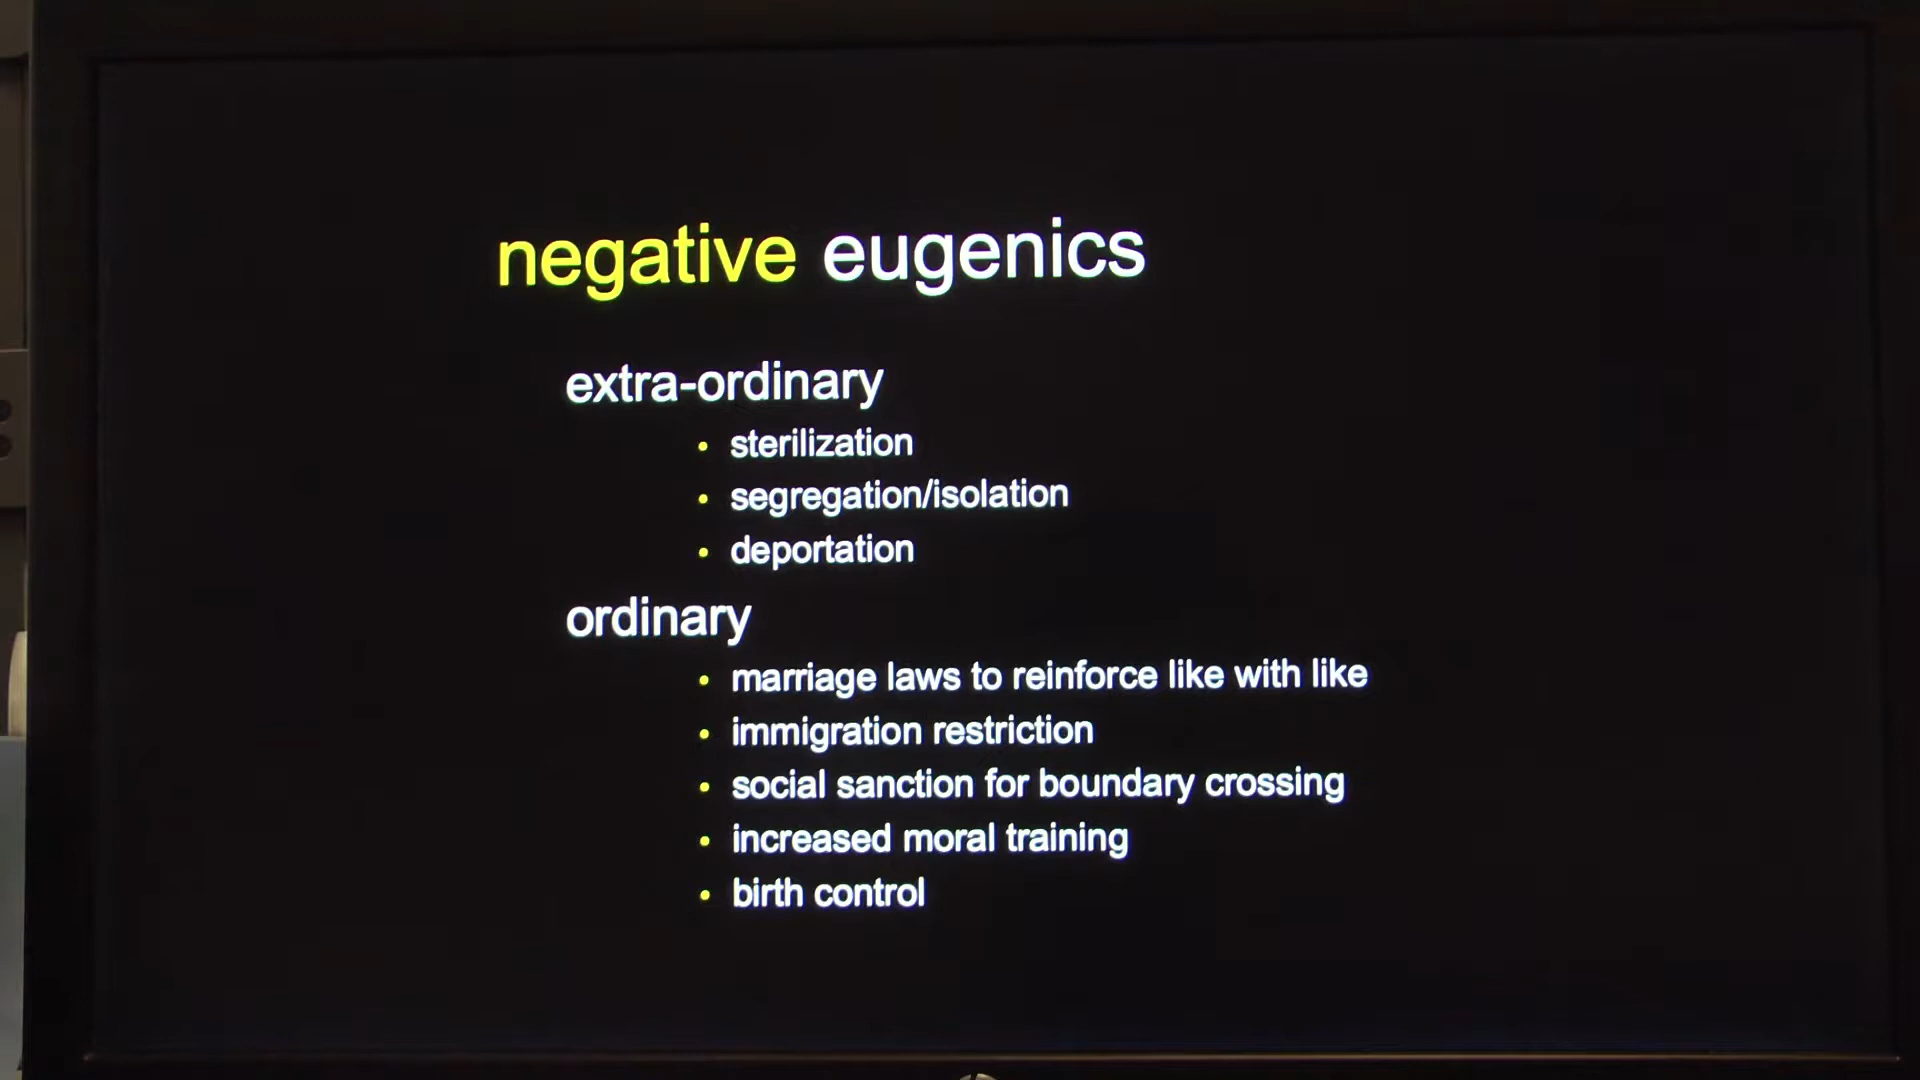 negative eugenics
extra-ordinary
• sterilization
• segregation/isolation
• deportation
ordinary
• marriage laws to reinforce like with like
• immigration restriction
• social sanction for boundary crossing
• increased moral training
• birth control